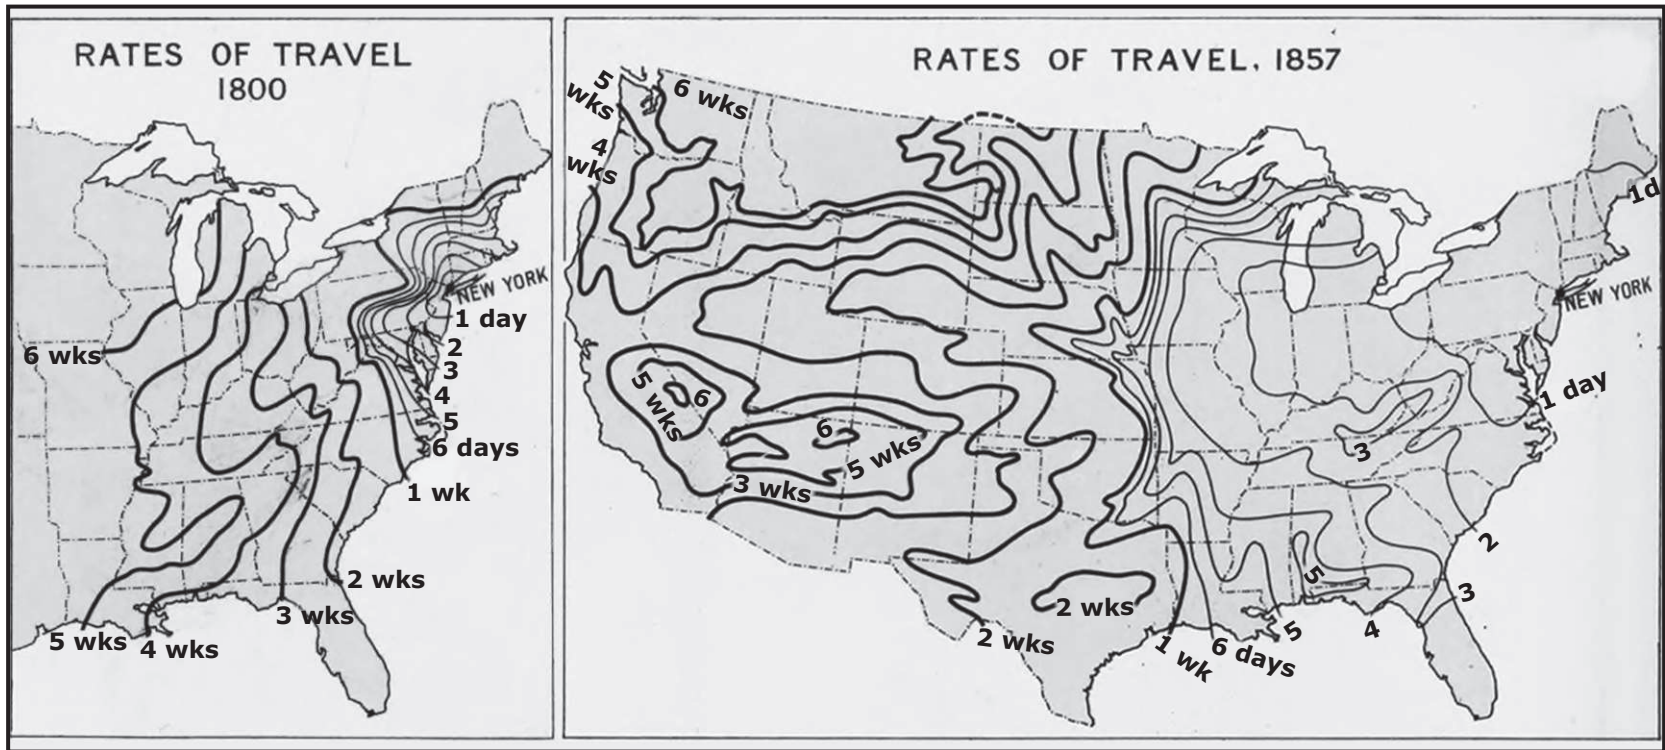 RATES OF TRAVEL
1800
NEW YORK
1 day
2
3
4
5
6 days
1 wk
6 wks
2 wks
3 wks
4 wks
5 wks
RATES OF TRAVEL, 1857
5
wks
6 wks
4
wks
1d
NEW YORK
1 day
5 wks
6
6
5 wks
3 wks
3
2
3
4
5
5
6 days
1 wk
2 wks
2 wks